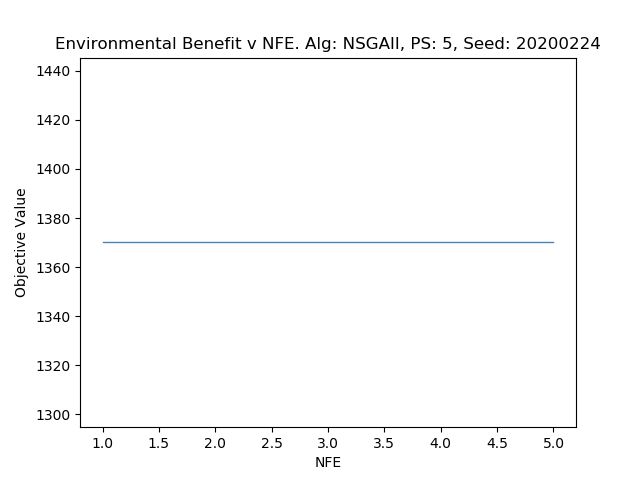 Environmental Benefit v NFE. Alg: NSGAII, PS: 5, Seed: 20200224
1440
1420
1400
1380
1360
1340
1320
1300
Objective Value
1.0 1.5 2.0 2.5 3.0 3.5 4.0 4.5 5.0
NFE